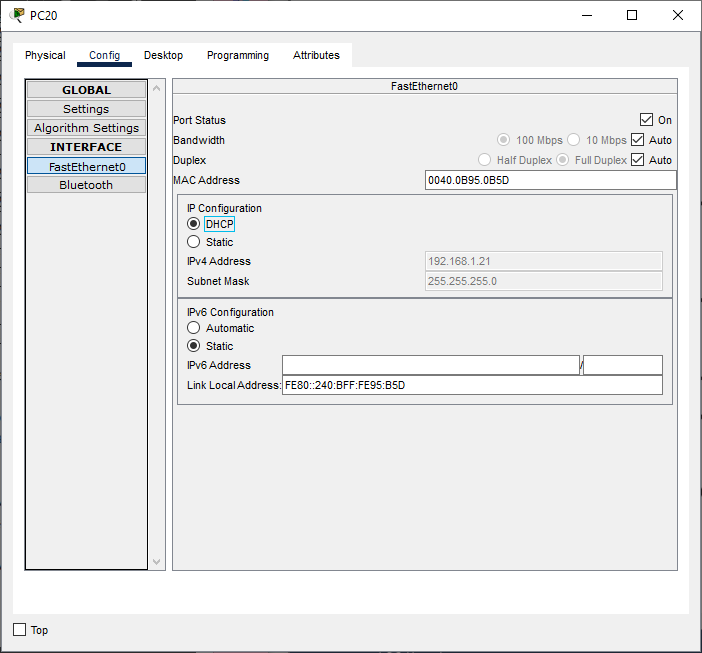 PC20
Physical Config Desktop Programming Attributes
GLOBAL
Settings
Algorithm Settings
INTERFACE
FastEthernet0
Bluetooth
FastEthernet0
Port Status On
Bandwidth 100 Mbps 10 Mbps Auto
Duplex Half Duplex Full Duplex Auto
MAC Address 0040.0B95.0B5D
IP Configuration
DHCP
Static
IPv4 Address 192.168.1.21
Subnet Mask 255.255.255.0
IPv6 Configuration
Automatic
Static
IPv6 Address /
Link Local Address: FE80::240:BFF:FE95:B5D
Top